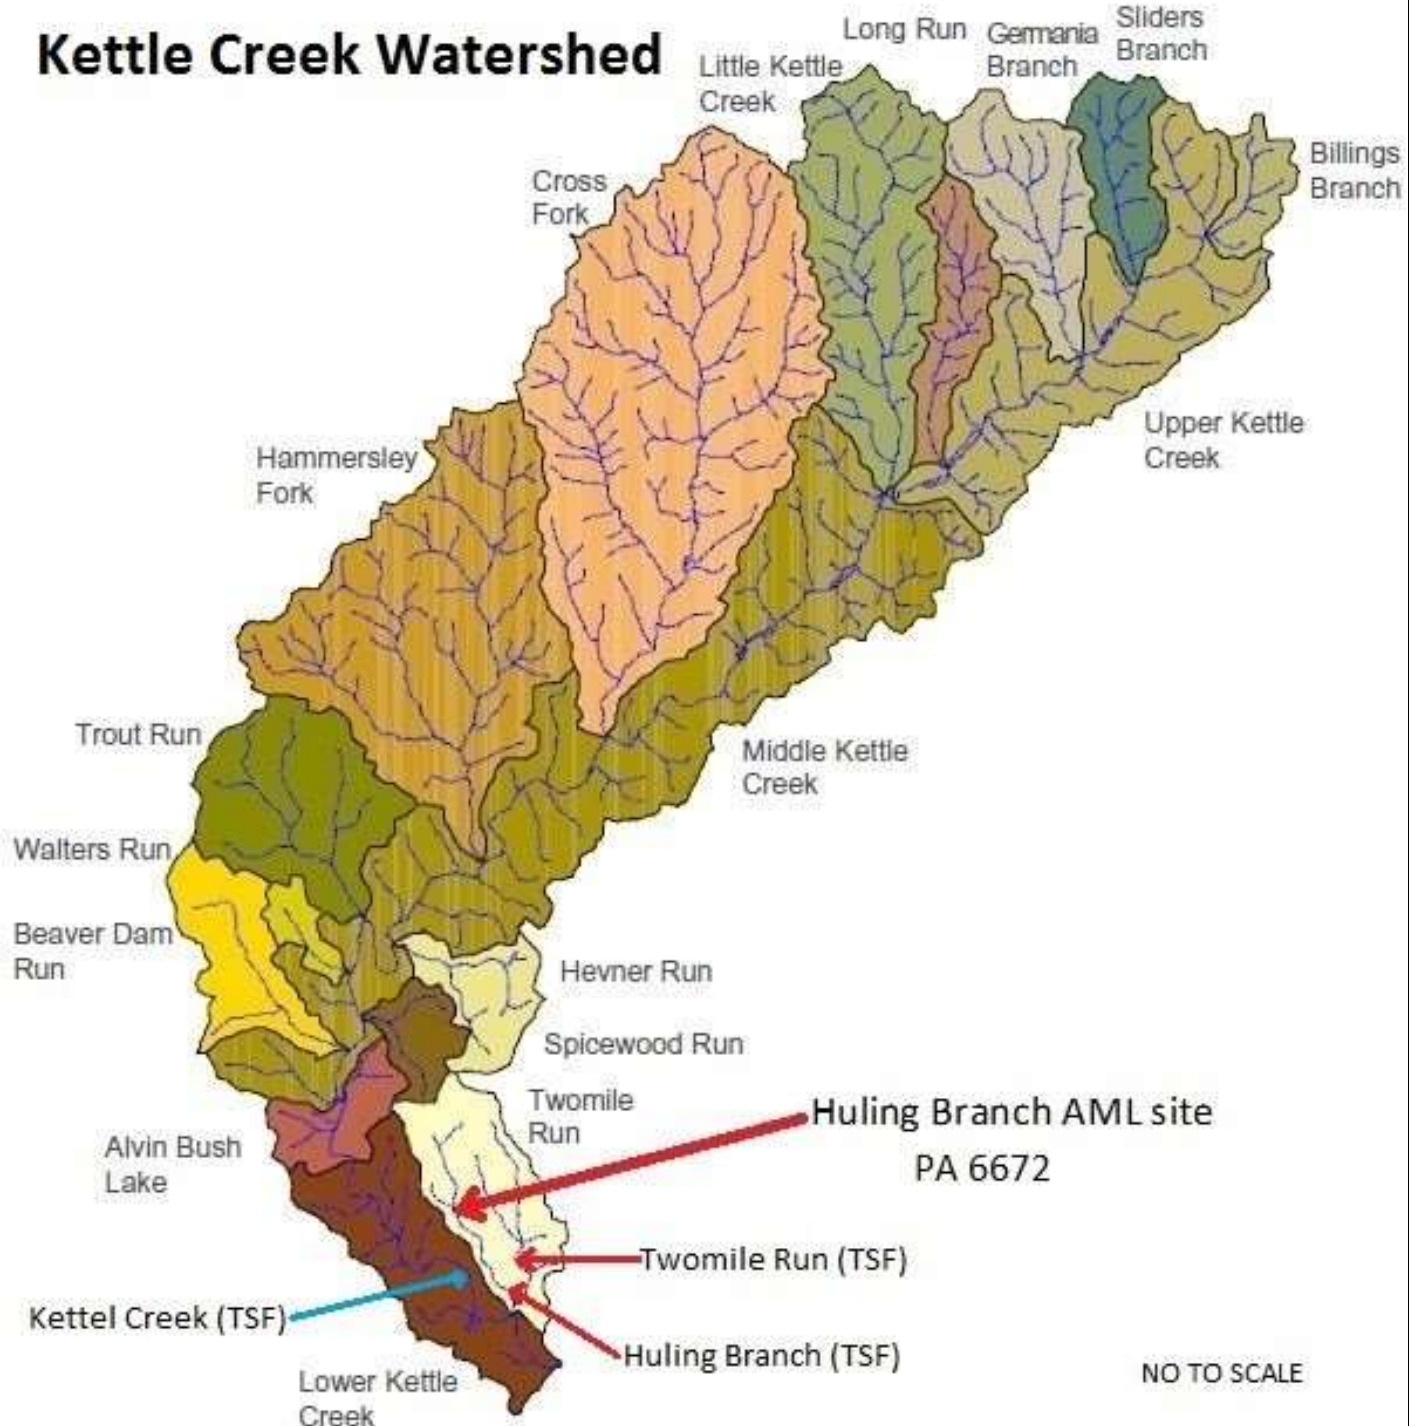 Kettle Creek Watershed
Long Run
Germania
Branch
Sliders
Branch
Little Kettle
Creek
Billings
Branch
Cross
Fork
Upper Kettle
Creek
Hammersley
Fork
Trout Run
Middle Kettle
Creek
Walters Run
Beaver Dam
Run
Hevner Run
Spicewood Run
Twomile
Run
Huling Branch AML site
PA 6672
Alvin Bush
Lake
Twomile Run (TSF)
Kettel Creek (TSF)
Huling Branch (TSF)
Lower Kettle
Creek
NO TO SCALE